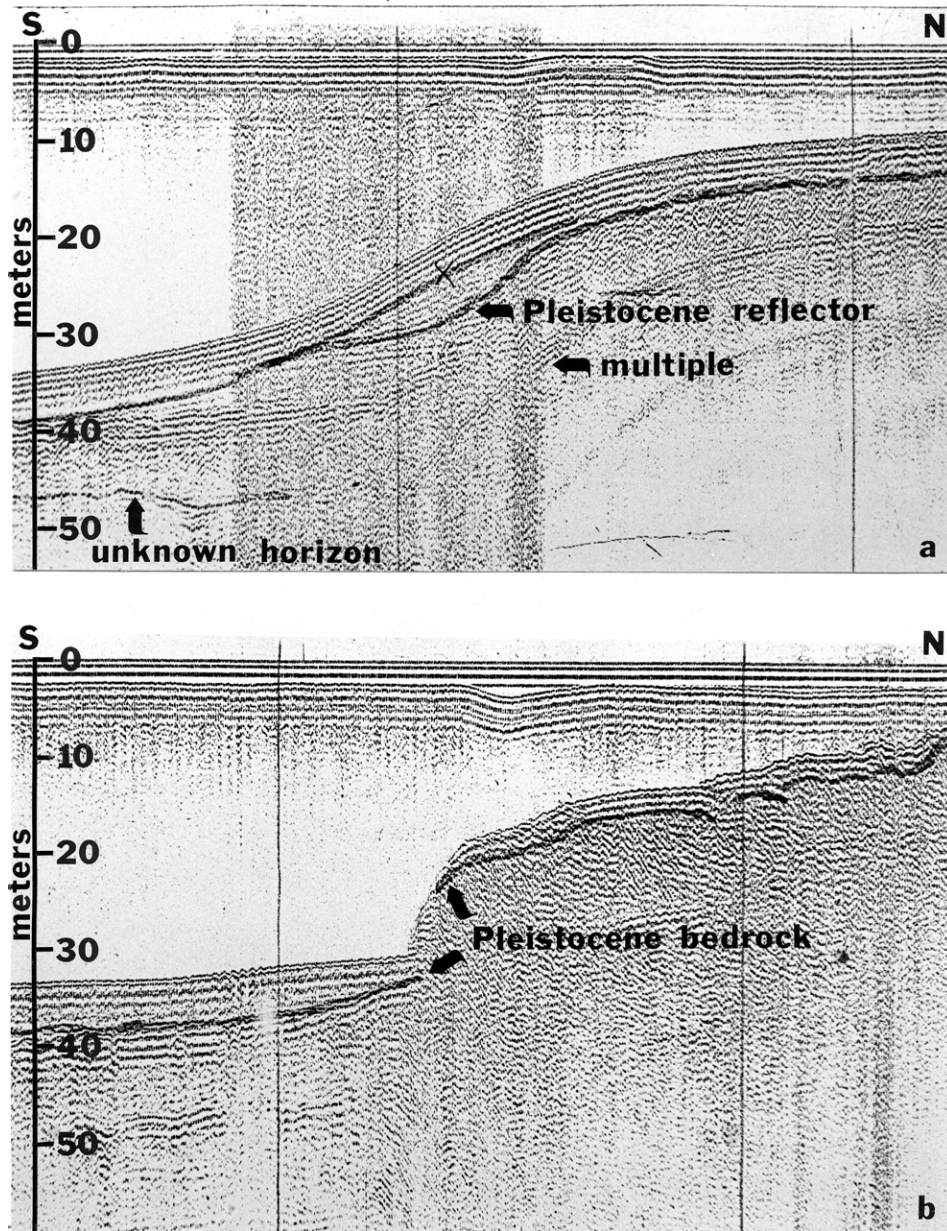 S
N
0
10
20
30
40
50
meters
Pleistocene reflector
multiple
unknown horizon
a
S
N
0
10
20
30
40
50
meters
Pleistocene bedrock
b